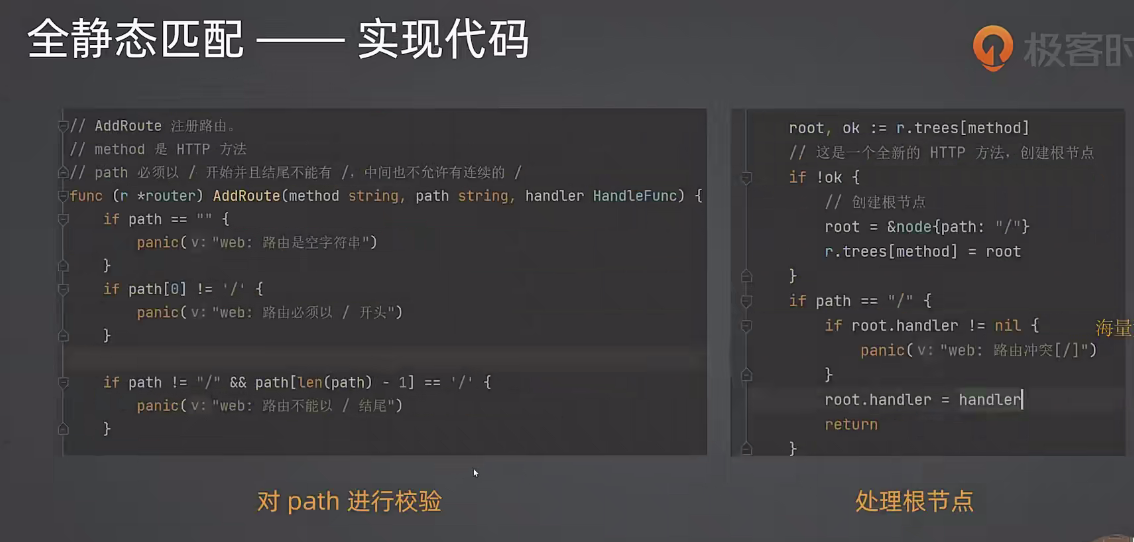 全静态匹配 —— 实现代码
极客时
// AddRoute 注册路由。
// method 是 HTTP 方法
// path 必须以 / 开始并且结尾不能有 /，中间也不允许有连续的 /
func (r *router) AddRoute(method string, path string, handler HandleFunc) {
if path == "" {
panic( v: "web: 路由是空字符串")
}
if path[0] != '/' {
panic( v: "web: 路由必须以 / 开头")
}
if path != "/" && path[len(path) - 1] == '/' {
panic( v: "web: 路由不能以 / 结尾")
}
对 path 进行校验
root, ok := r.trees[method]
// 这是一个全新的 HTTP 方法，创建根节点
if !ok {
// 创建根节点
root = &node{path: "/"}
r.trees[method] = root
}
if path == "/" {
if root.handler != nil {
panic( v: "web: 路由冲突[/]")
}
root.handler = handler
return
}
处理根节点
海量